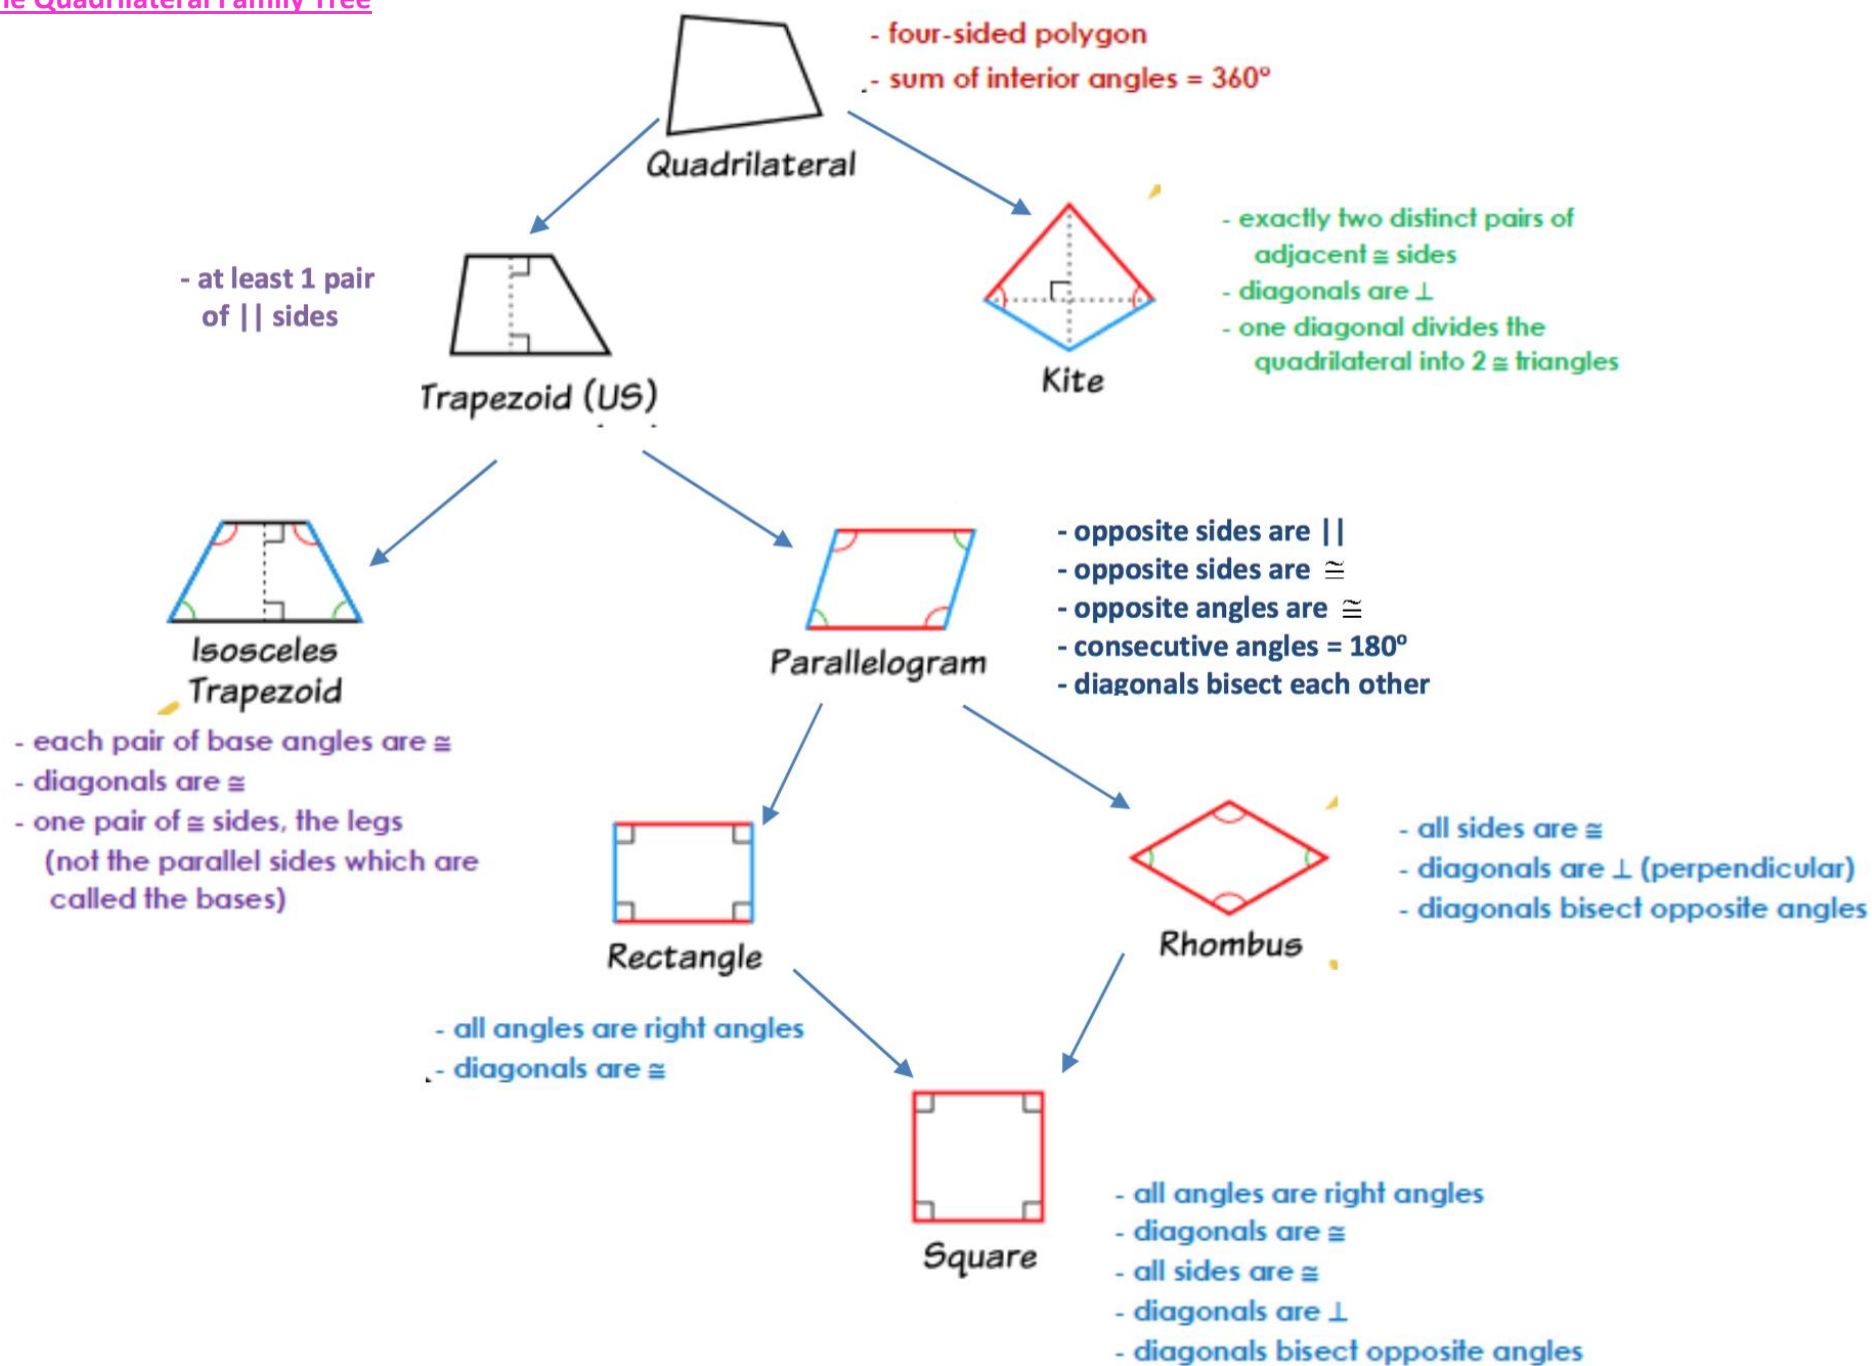 Quadrilateral Family Tree
- four-sided polygon
- sum of interior angles = 360°
Quadrilateral
- at least 1 pair
of || sides
- exactly two distinct pairs of
adjacent ≅ sides
- diagonals are ⊥
- one diagonal divides the
quadrilateral into 2 ≅ triangles
Kite
Trapezoid (US)
- opposite sides are ||
- opposite sides are ≅
- opposite angles are ≅
- consecutive angles = 180°
- diagonals bisect each other
Isosceles
Trapezoid
Parallelogram
- each pair of base angles are ≅
- diagonals are ≅
- one pair of ≅ sides, the legs
(not the parallel sides which are
called the bases)
- all sides are ≅
- diagonals are ⊥ (perpendicular)
- diagonals bisect opposite angles
Rectangle
Rhombus
- all angles are right angles
- diagonals are ≅
Square
- all angles are right angles
- diagonals are ≅
- all sides are ≅
- diagonals are ⊥
- diagonals bisect opposite angles